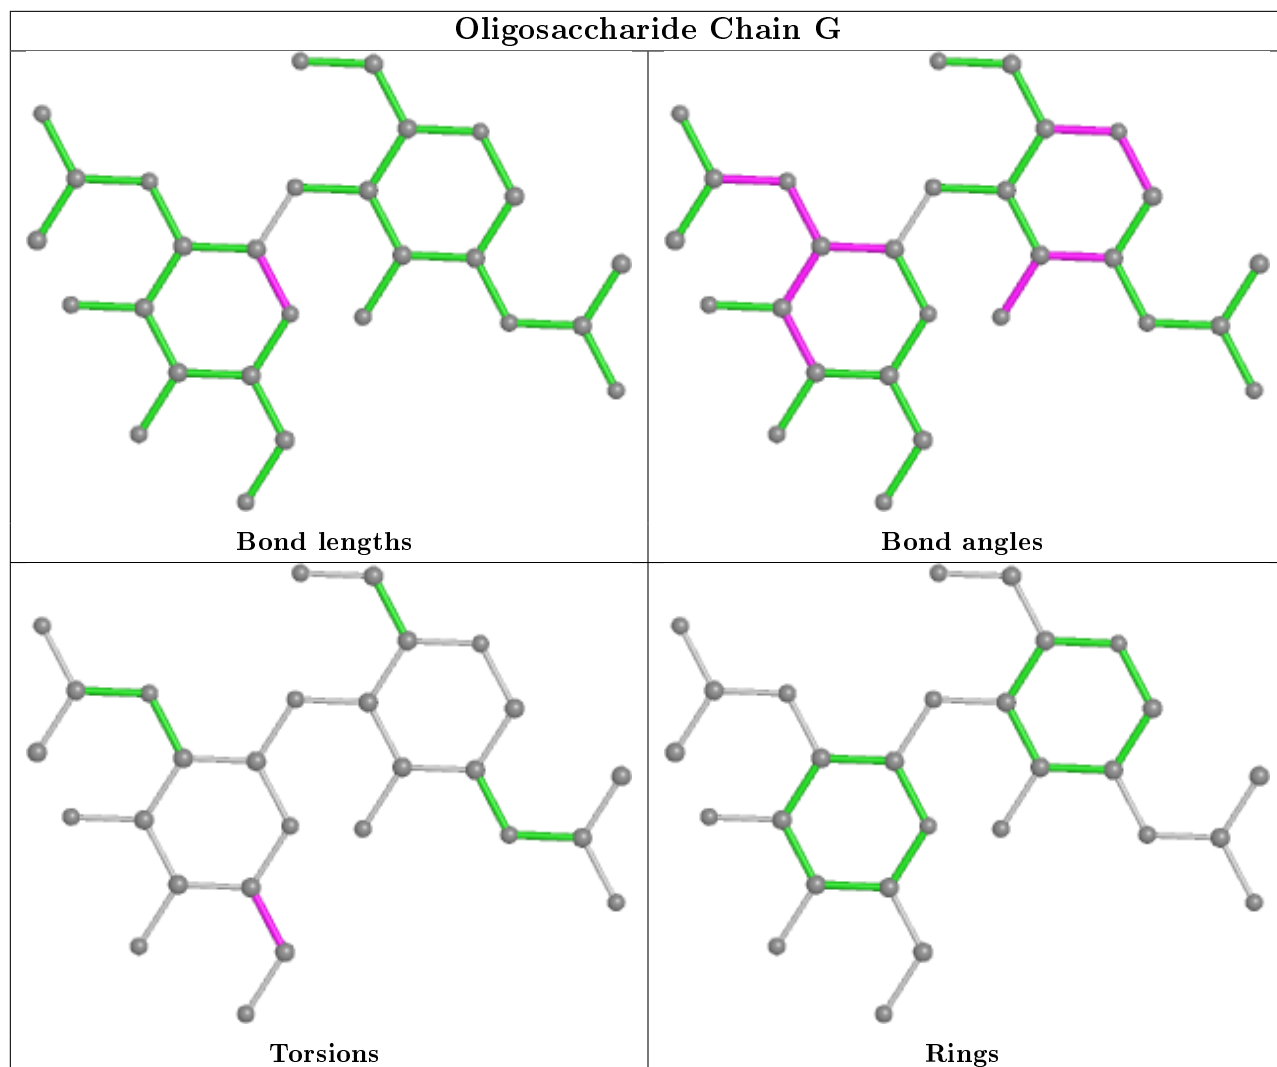 Oligosaccharide Chain G
Bond lengths
Bond angles
Torsions
Rings